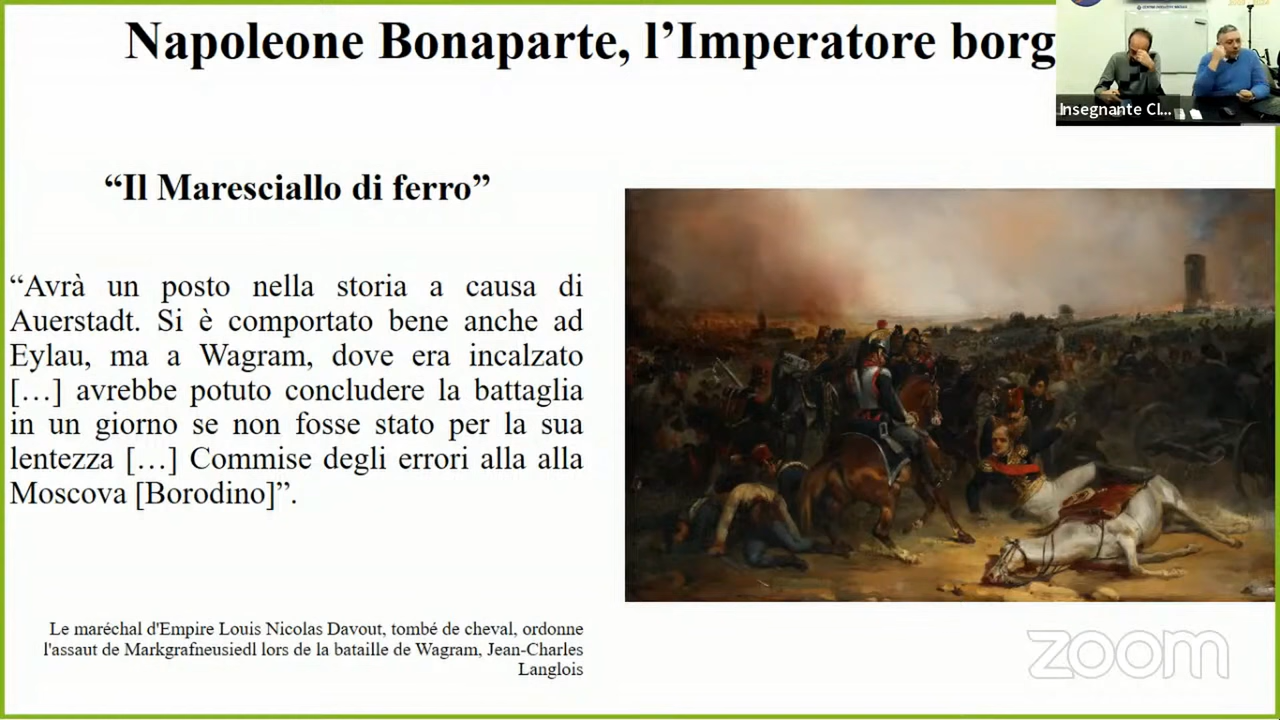 Napoleone Bonaparte, l’Imperatore borg
Insegnante Cl...
“Il Maresciallo di ferro”
“Avrà un posto nella storia a causa di
Auerstadt. Si è comportato bene anche ad
Eylau, ma a Wagram, dove era incalzato
[…] avrebbe potuto concludere la battaglia
in un giorno se non fosse stato per la sua
lentezza […] Commise degli errori alla alla
Moscova [Borodino]”.
Le maréchal d'Empire Louis Nicolas Davout, tombé de cheval, ordonne
l'assaut de Markgrafneusiedl lors de la bataille de Wagram, Jean-Charles
Langlois
zoom